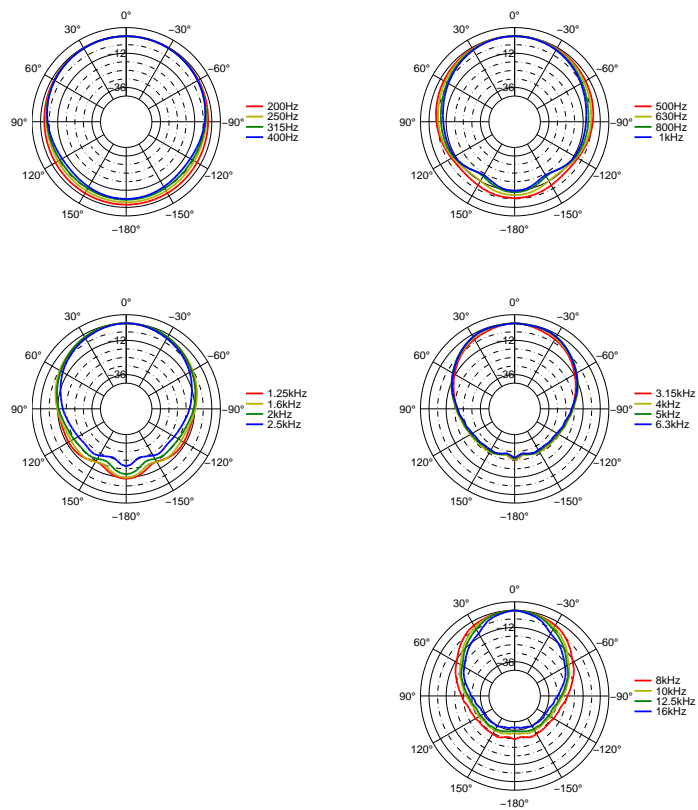 0°
30° −30°
60° −60°
90° −90°
120° −120°
150° −150°
−180°
−12
−36
200Hz
250Hz
315Hz
400Hz
0°
30° −30°
60° −60°
90° −90°
120° −120°
150° −150°
−180°
−12
−36
500Hz
630Hz
800Hz
1kHz
0°
30° −30°
60° −60°
90° −90°
120° −120°
150° −150°
−180°
−12
−36
1.25kHz
1.6kHz
2kHz
2.5kHz
0°
30° −30°
60° −60°
90° −90°
120° −120°
150° −150°
−180°
−12
−36
3.15kHz
4kHz
5kHz
6.3kHz
0°
30° −30°
60° −60°
90° −90°
120° −120°
150° −150°
−180°
−12
−36
8kHz
10kHz
12.5kHz
16kHz